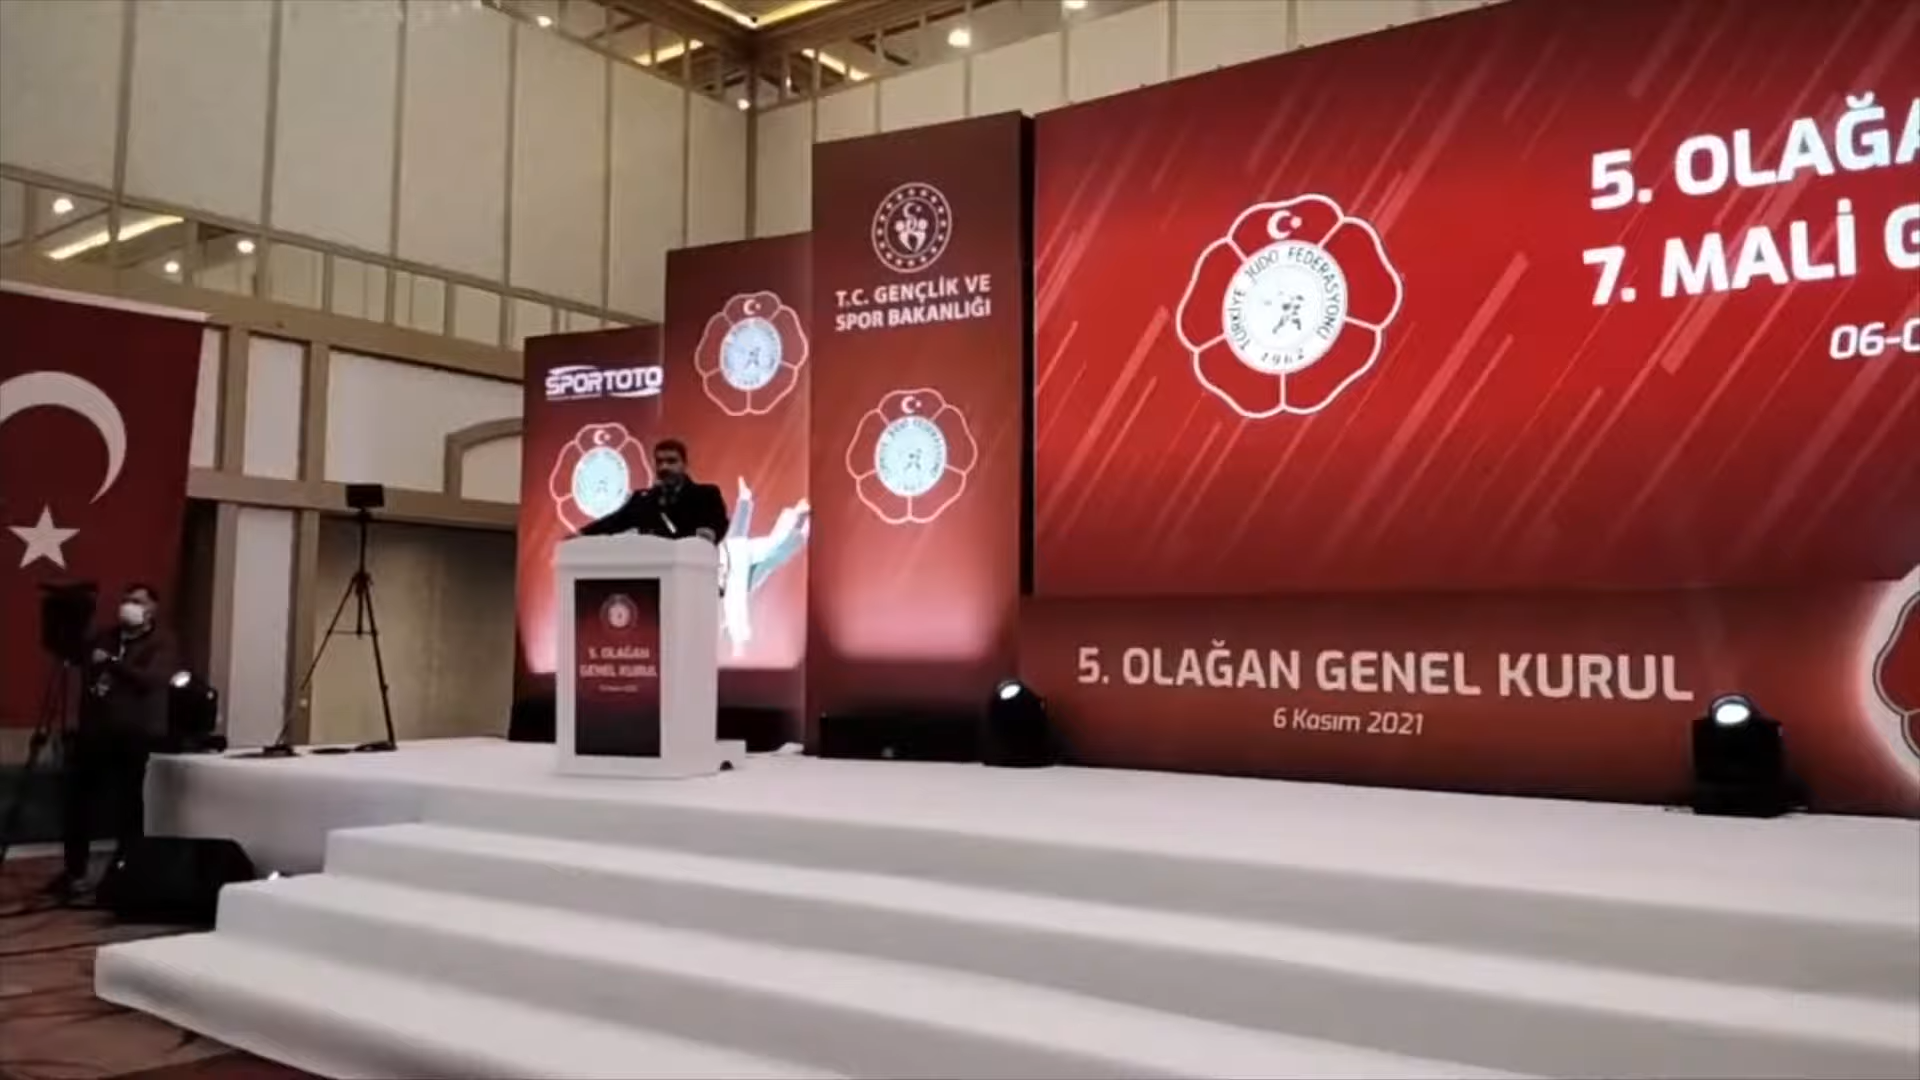 SPORTOTO
T.C. GENÇLİK VE
SPOR BAKANLIĞI
TÜRKİYE JUDO FEDERASYONU
1962
5. OLAĞA
7. MALİ G
06-0
5. OLAĞAN GENEL KURUL
6 Kasım 2021
5. OLAĞAN
GENEL KURUL